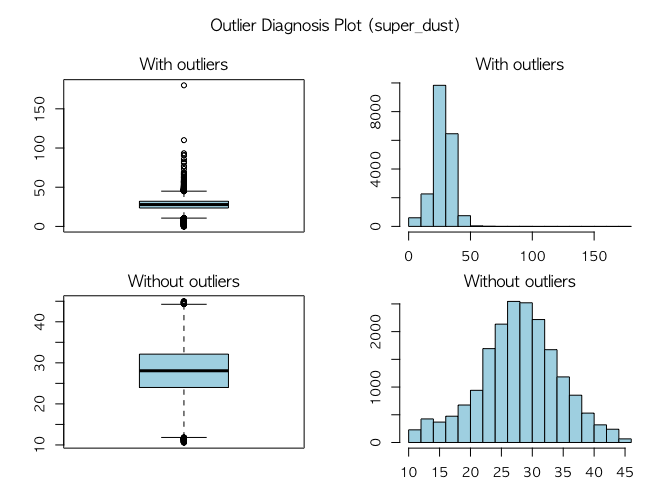 Outlier Diagnosis Plot (super_dust)
With outliers
With outliers
150
100
50
0
8000
4000
0
0 50 100 150
Without outliers
Without outliers
40
30
20
10
2000
1000
0
10 15 20 25 30 35 40 45